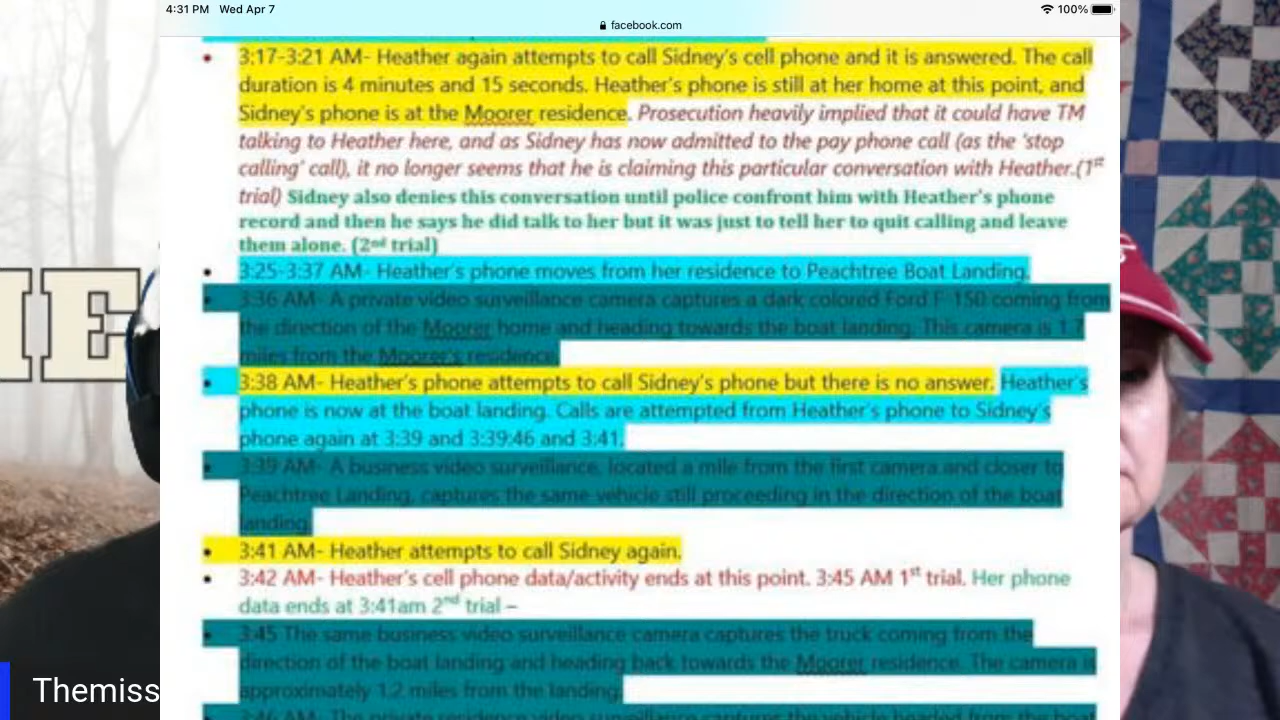 4:31 PM Wed Apr 7
100%
facebook.com
• 3:17-3:21 AM- Heather again attempts to call Sidney's cell phone and it is answered. The call
duration is 4 minutes and 15 seconds. Heather's phone is still at her home at this point, and
Sidney's phone is at the Moorer residence. Prosecution heavily implied that it could have TM
talking to Heather here, and as Sidney has now admitted to the pay phone call (as the 'stop
calling' call), it no longer seems that he is claiming this particular conversation with Heather.(1st
trial) Sidney also denies this conversation until police confront him with Heather's phone
record and then he says he did talk to her but it was just to tell her to quit calling and leave
them alone. (2nd trial)
• 3:25-3:37 AM- Heather's phone moves from her residence to Peachtree Boat Landing.
• 3:36 AM- A private video surveillance camera captures a dark colored Ford F-150 coming from
the direction of the Moorer home and heading towards the boat landing. This camera is 1.7
miles from the Moorer's residence.
• 3:38 AM- Heather's phone attempts to call Sidney's phone but there is no answer. Heather's
phone is now at the boat landing. Calls are attempted from Heather's phone to Sidney's
phone again at 3:39 and 3:39:46 and 3:41.
• 3:39 AM- A business video surveillance, located a mile from the first camera and closer to
Peachtree Landing, captures the same vehicle still proceeding in the direction of the boat
landing.
• 3:41 AM- Heather attempts to call Sidney again.
• 3:42 AM- Heather's cell phone data/activity ends at this point. 3:45 AM 1st trial. Her phone
data ends at 3:41am 2nd trial –
• 3:45 The same business video surveillance camera captures the truck coming from the
direction of the boat landing and heading back towards the Moorer residence. The camera is
approximately 1.2 miles from the landing.
• 3:46 AM- The private residence video surveillance captures the vehicle headed from the boat
Themiss